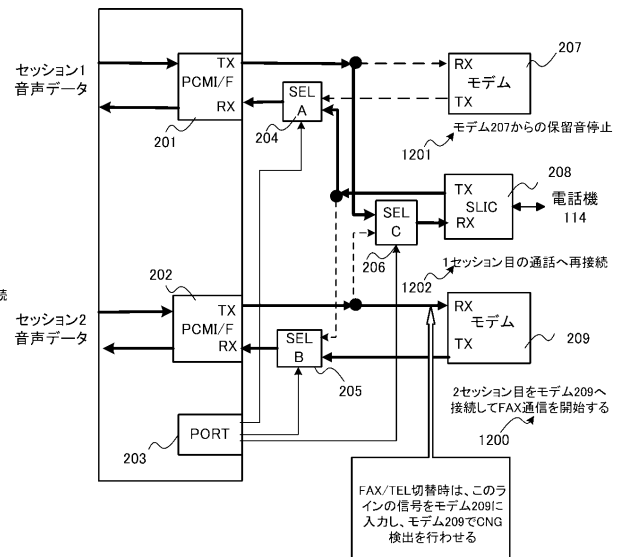 セッション1
音声データ
TX
PCMI/F
RX
201
SEL
A
204
RX
モデム
TX
207
モデム207からの保留音停止
1201
TX
SLIC
RX
208
電話機
114
SEL
C
206
1セッション目の通話へ再接続
1202
続
セッション2
音声データ
202
TX
PCMI/F
RX
SEL
B
205
RX
モデム
TX
209
2セッション目をモデム209へ
接続してFAX通信を開始する
1200
PORT
203
FAX/TEL切替時は、このラ
インの信号をモデム209に
入力し、モデム209でCNG
検出を行わせる